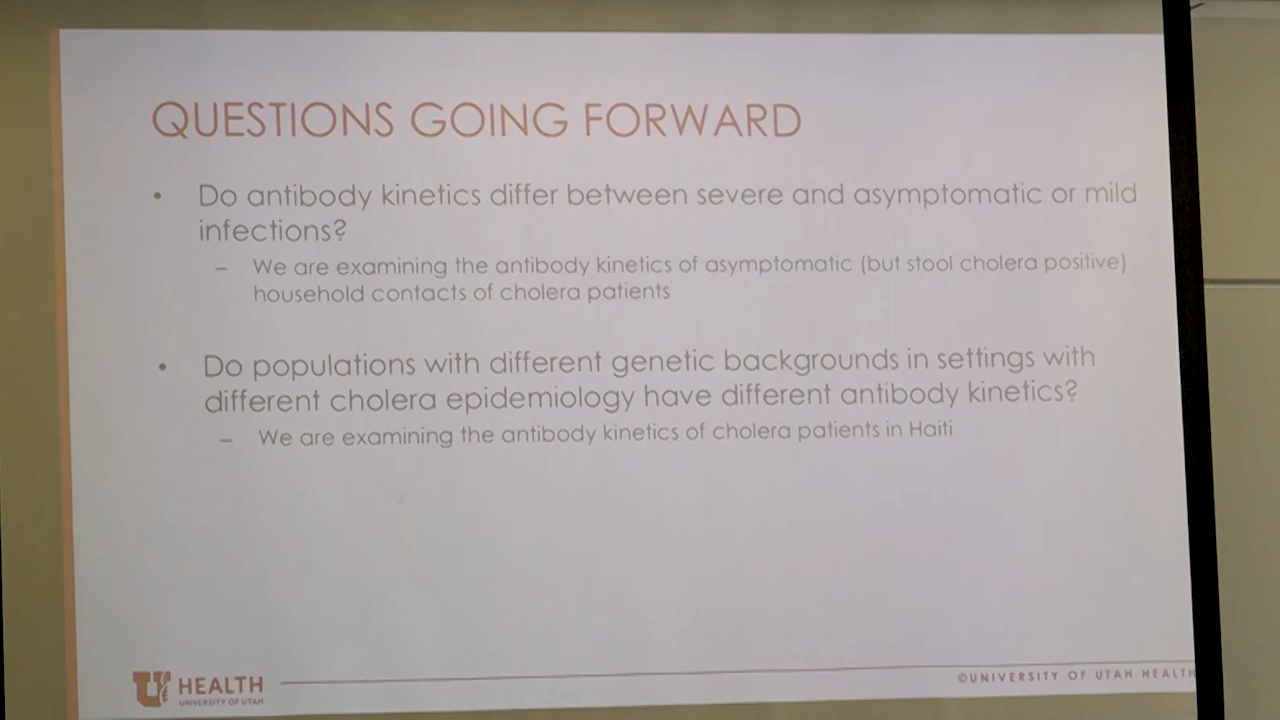 QUESTIONS GOING FORWARD
• Do antibody kinetics differ between severe and asymptomatic or mild
infections?
– We are examining the antibody kinetics of asymptomatic (but stool cholera positive)
household contacts of cholera patients
• Do populations with different genetic backgrounds in settings with
different cholera epidemiology have different antibody kinetics?
– We are examining the antibody kinetics of cholera patients in Haiti
U HEALTH
UNIVERSITY OF UTAH
©UNIVERSITY OF UTAH HEALTH